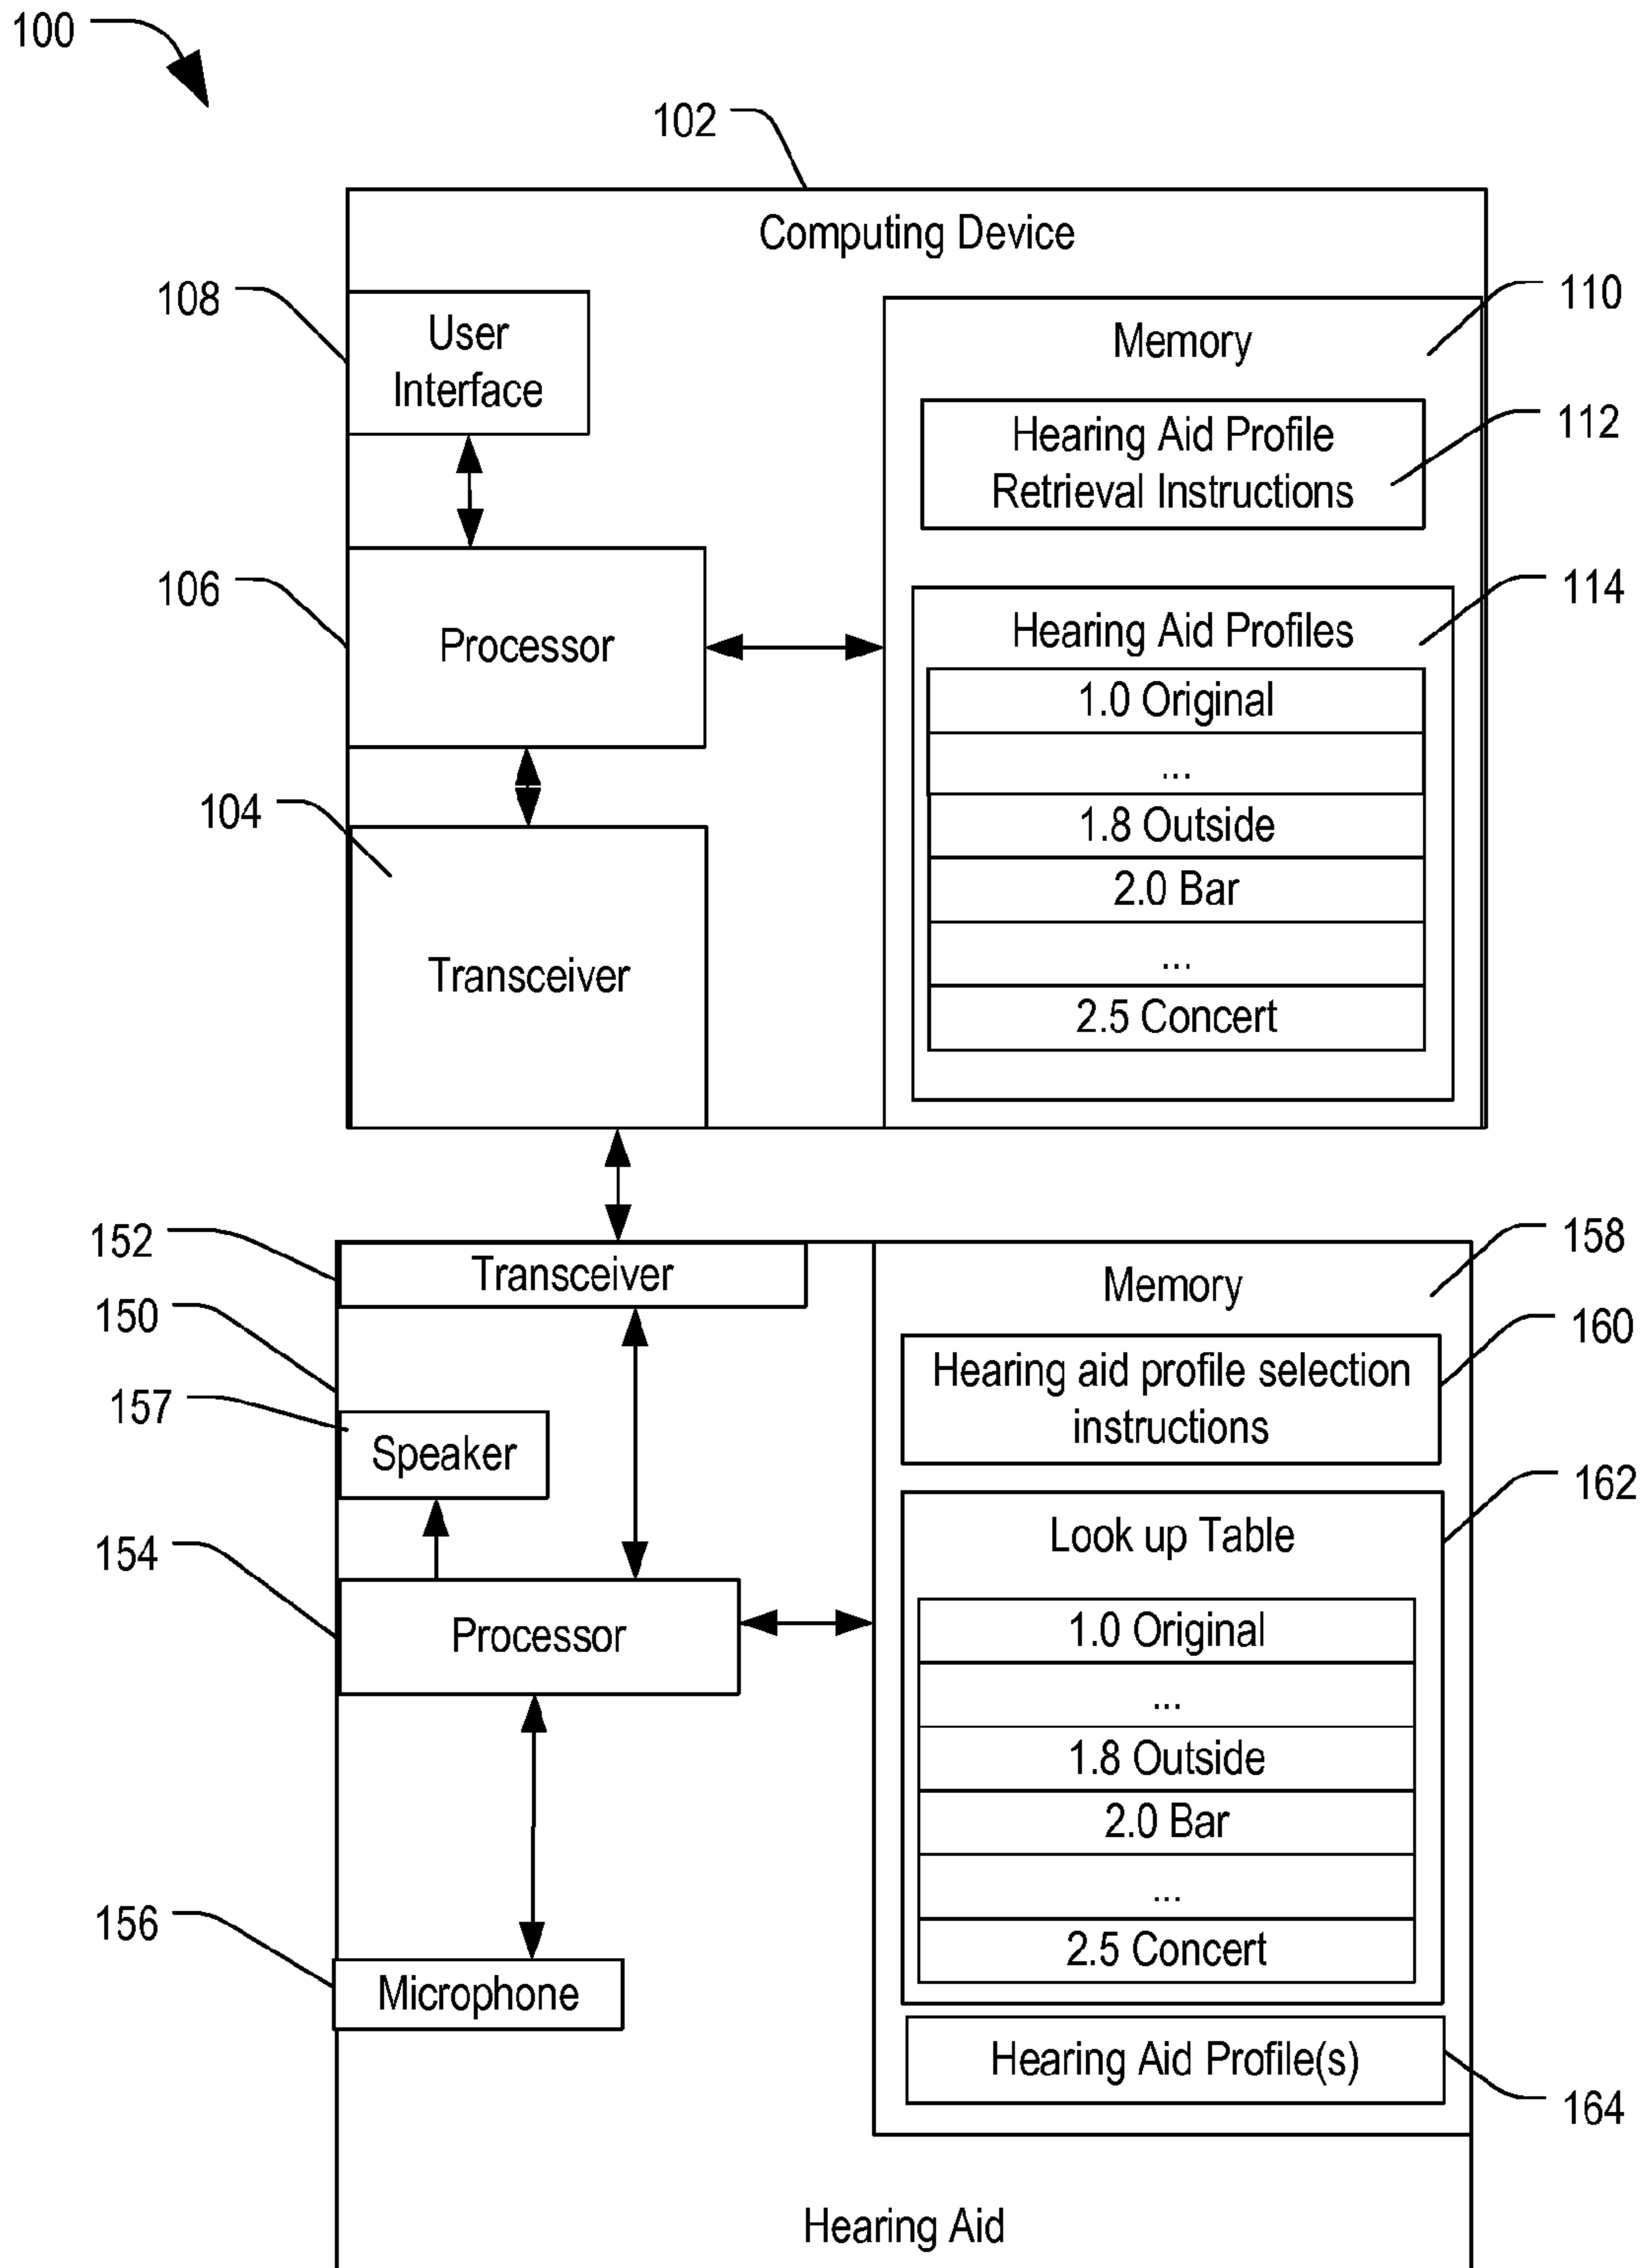 100
102
Computing Device
108
User
Interface
110
Memory
112
Hearing Aid Profile
Retrieval Instructions
106
Processor
114
Hearing Aid Profiles
1.0 Original
...
1.8 Outside
2.0 Bar
...
2.5 Concert
104
Transceiver
152
Transceiver
150
157
Speaker
154
Processor
156
Microphone
158
Memory
160
Hearing aid profile selection
instructions
162
Look up Table
1.0 Original
...
1.8 Outside
2.0 Bar
...
2.5 Concert
Hearing Aid Profile(s)
164
Hearing Aid